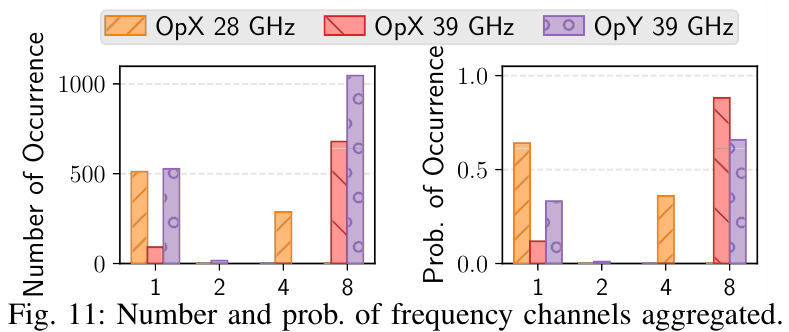 OpX 28 GHz OpX 39 GHz OpY 39 GHz
Number of Occurrence
1000
500
0
1 2 4 8
Prob. of Occurrence
1.0
0.5
0.0
1 2 4 8
Fig. 11: Number and prob. of frequency channels aggregated.